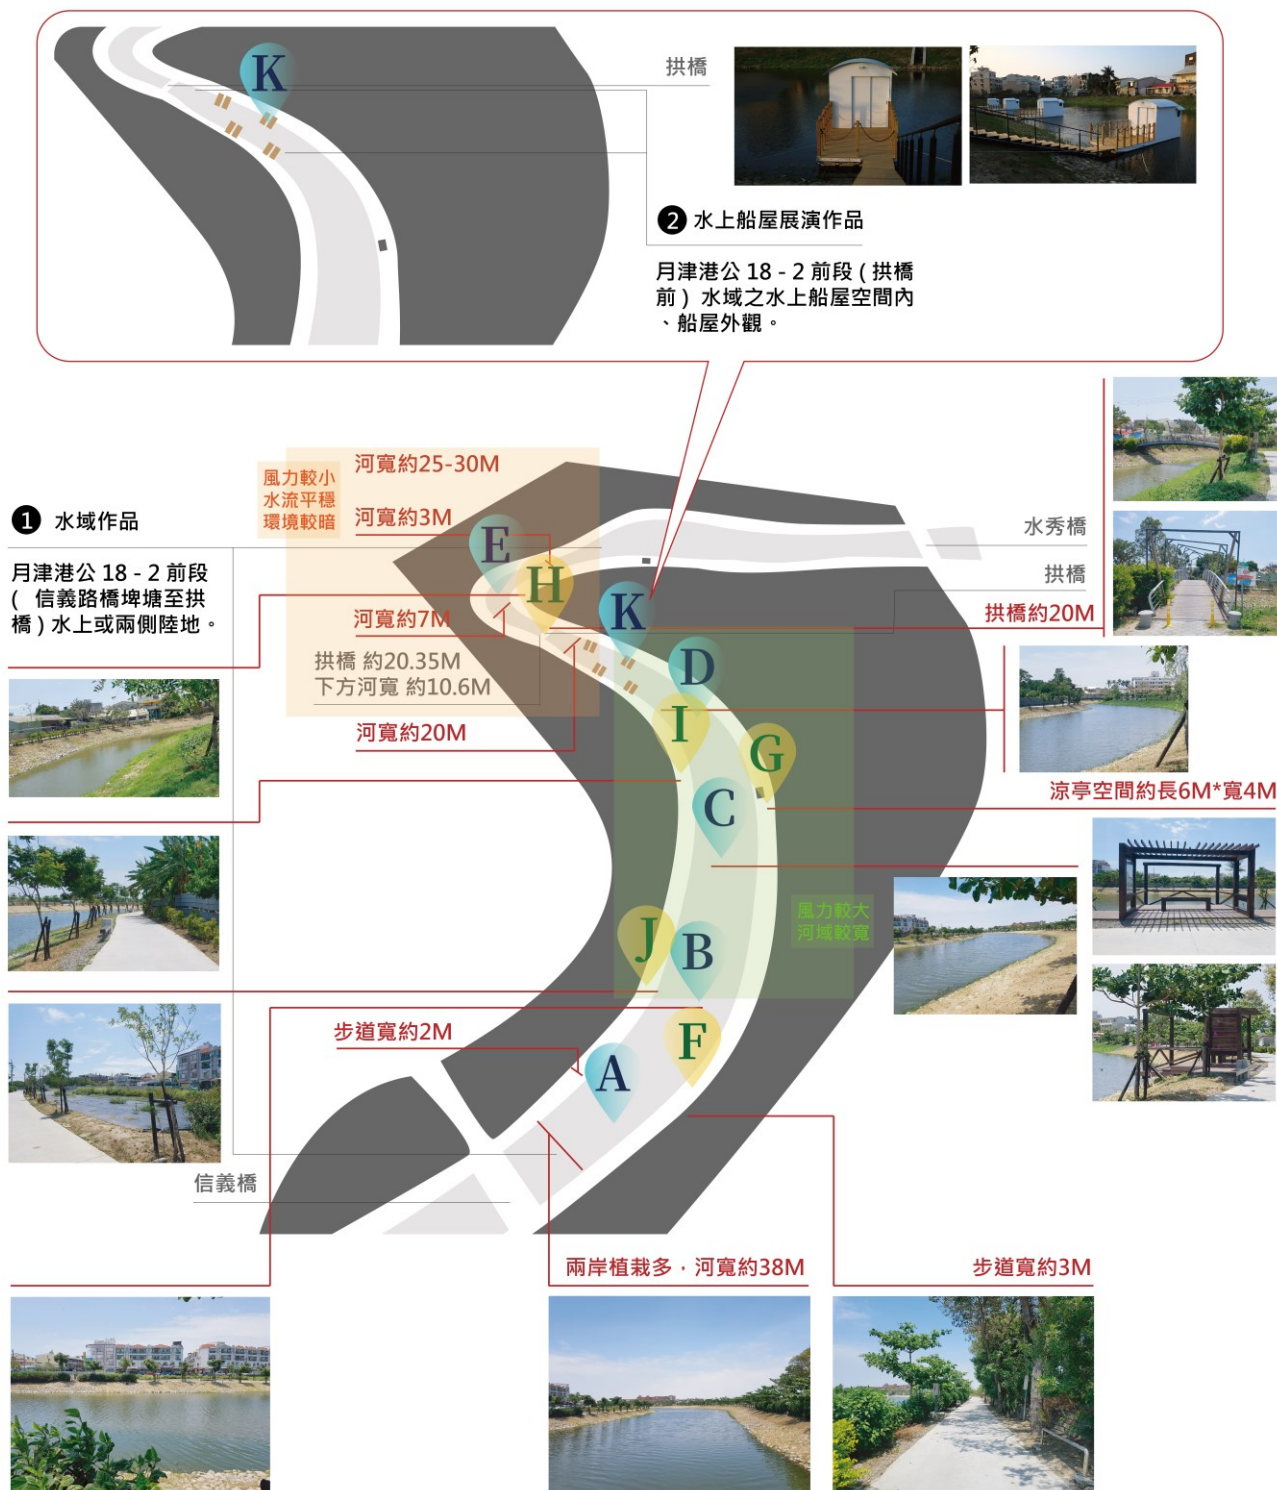 K
拱橋
❷ 水上船屋展演作品
月津港公 18 - 2 前段 ( 拱橋
前 ) 水域之水上船屋空間內
、船屋外觀。
河寬約25-30M
風力較小
水流平穩
環境較暗
河寬約3M
❶ 水域作品
月津港公 18 - 2 前段
( 信義路橋埤塘至拱
橋 ) 水上或兩側陸地。
E
H
K
水秀橋
拱橋
拱橋約20M
河寬約7M
拱橋 約20.35M
下方河寬 約10.6M
河寬約20M
D
I
G
C
涼亭空間約長6M*寬4M
風力較大
河域較寬
J
B
F
A
步道寬約2M
信義橋
兩岸植栽多，河寬約38M
步道寬約3M